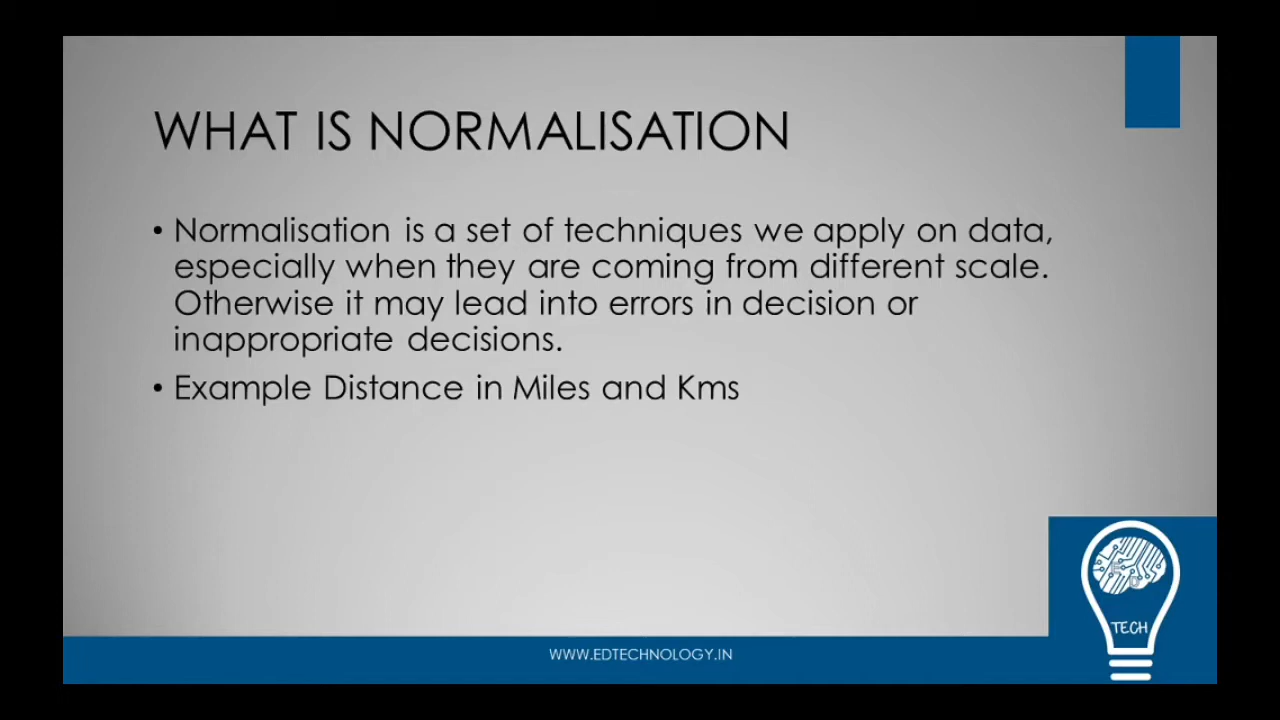 WHAT IS NORMALISATION
• Normalisation is a set of techniques we apply on data,
especially when they are coming from different scale.
Otherwise it may lead into errors in decision or
inappropriate decisions.
• Example Distance in Miles and Kms
ED
TECH
WWW.EDTECHNOLOGY.IN